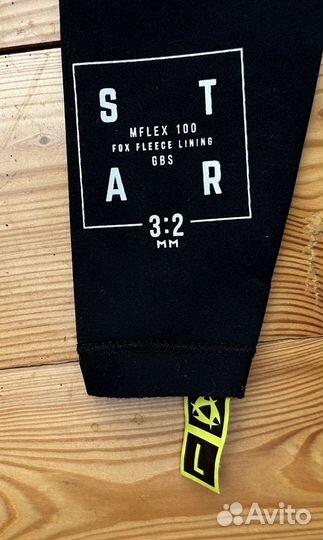 S T
MFLEX 100
FOX FLEECE LINING
GBS
A R
3:2
MM
L
Avito